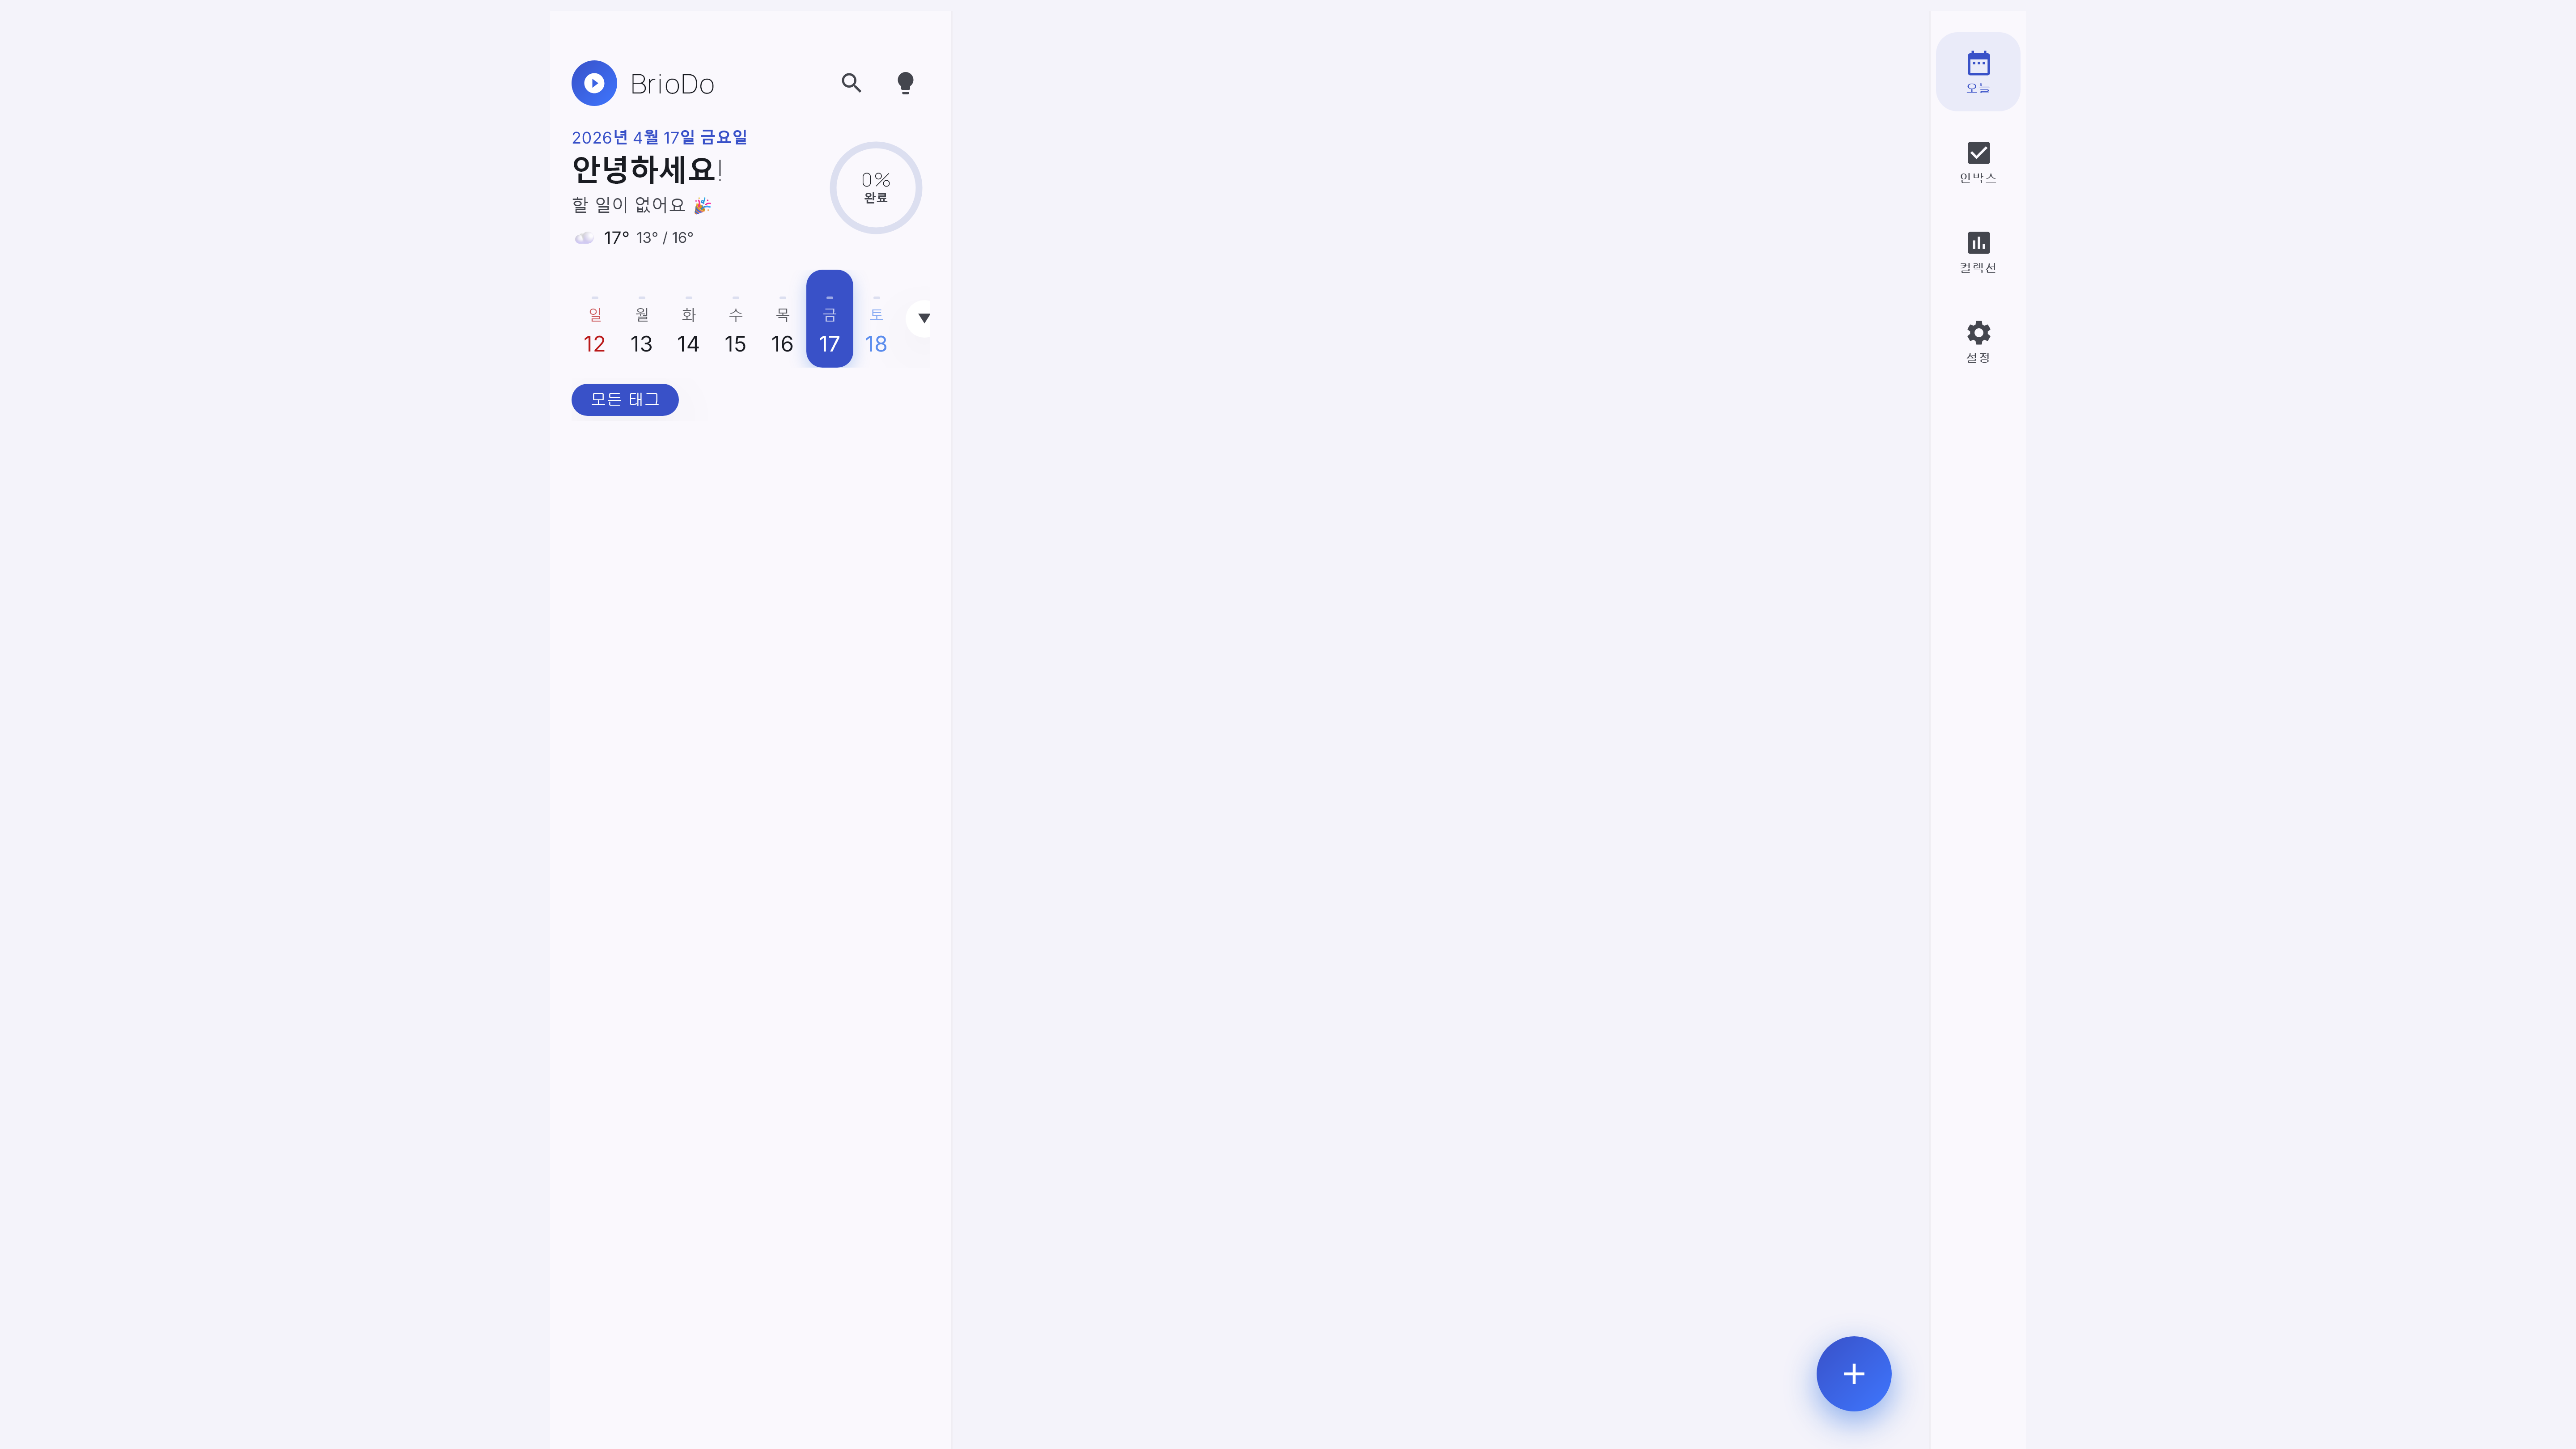 BrioDo
2026년 4월 17일 금요일
안녕하세요!
할 일이 없어요 🎉
17° 13° / 16°
0%
완료
일 월 화 수 목 금 토
12 13 14 15 16 17 18
모든 태그
오늘
인박스
컬렉션
설정